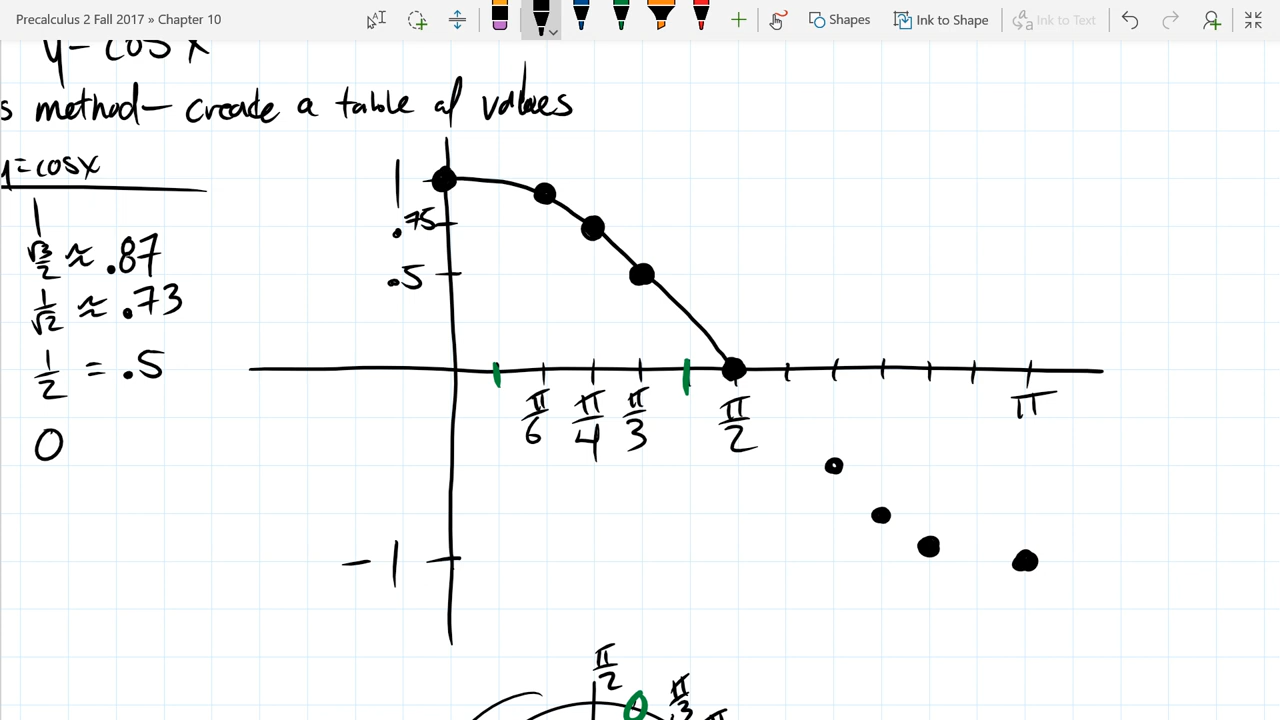 Precalculus 2 Fall 2017 » Chapter 10
Shapes
Ink to Shape
Ink to Text
y = cos x
s method – create a table of values
y = cos x
1
√3/2 ≈ .87
1/√2 ≈ .73
1/2 = .5
0
1
.75
.5
π/6 π/4 π/3 π/2 π
-1
π/2
π/3